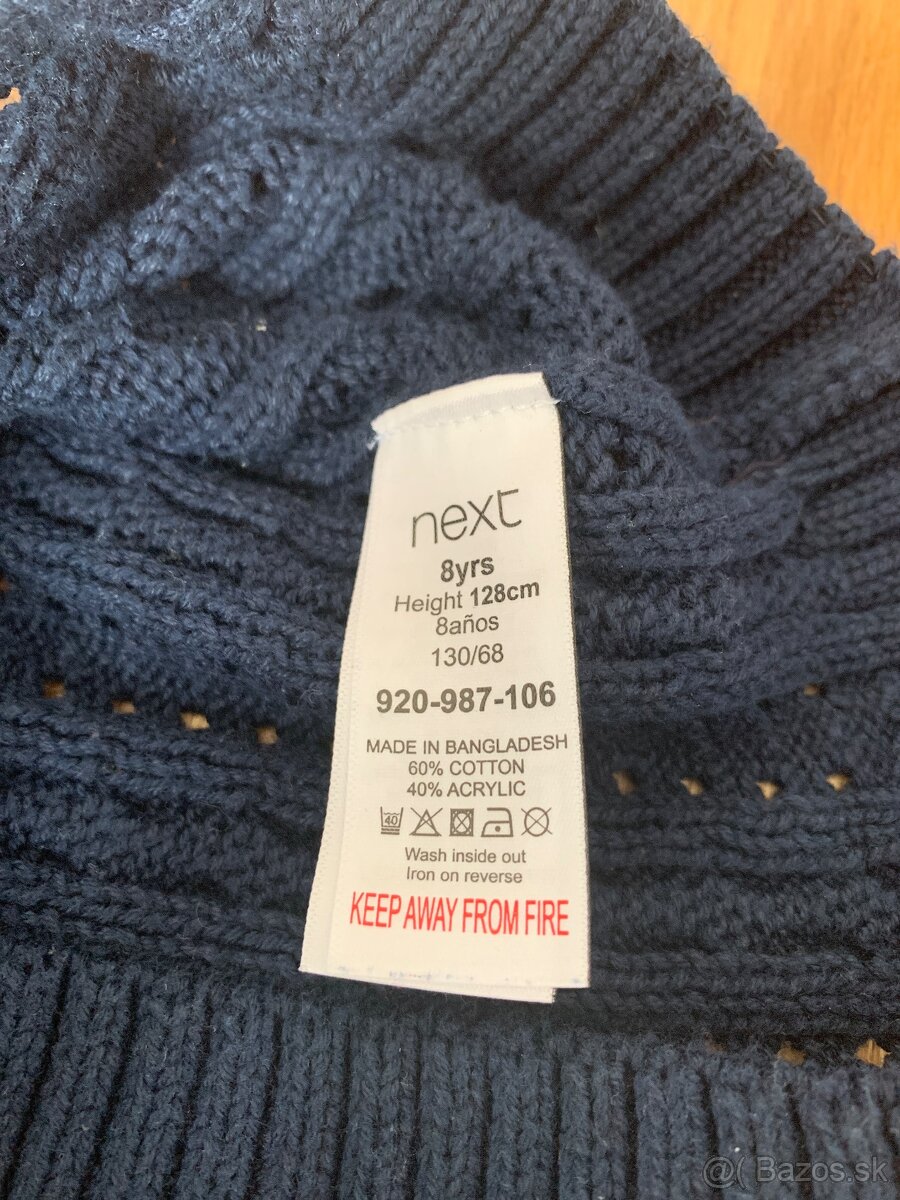 next
8yrs
Height 128cm
8años
130/68
920-987-106
MADE IN BANGLADESH
60% COTTON
40% ACRYLIC
40
Wash inside out
Iron on reverse
KEEP AWAY FROM FIRE
@( Bazos.sk